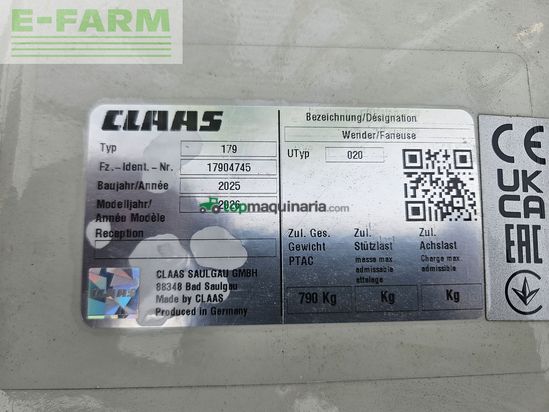 E-FARM
CLAAS
Typ 179
Fz.-Ident.-Nr. 17904745
Baujahr/Année 2025
Modelljahr/ 2026
Année Modèle
Reception
CLAAS
CLAAS SAULGAU GMBH
88348 Bad Saulgau
Made by CLAAS
Produced in Germany
Bezeichnung/Désignation
Wender/Faneuse
UTyp 020
topmaquinaria.com
Zul. Ges. Zul. Zul.
Gewicht Stützlast Achslast
PTAC masse max. Charge max
admissible admissible
attelage
790 Kg Kg Kg
CE
UK
CA
EAC